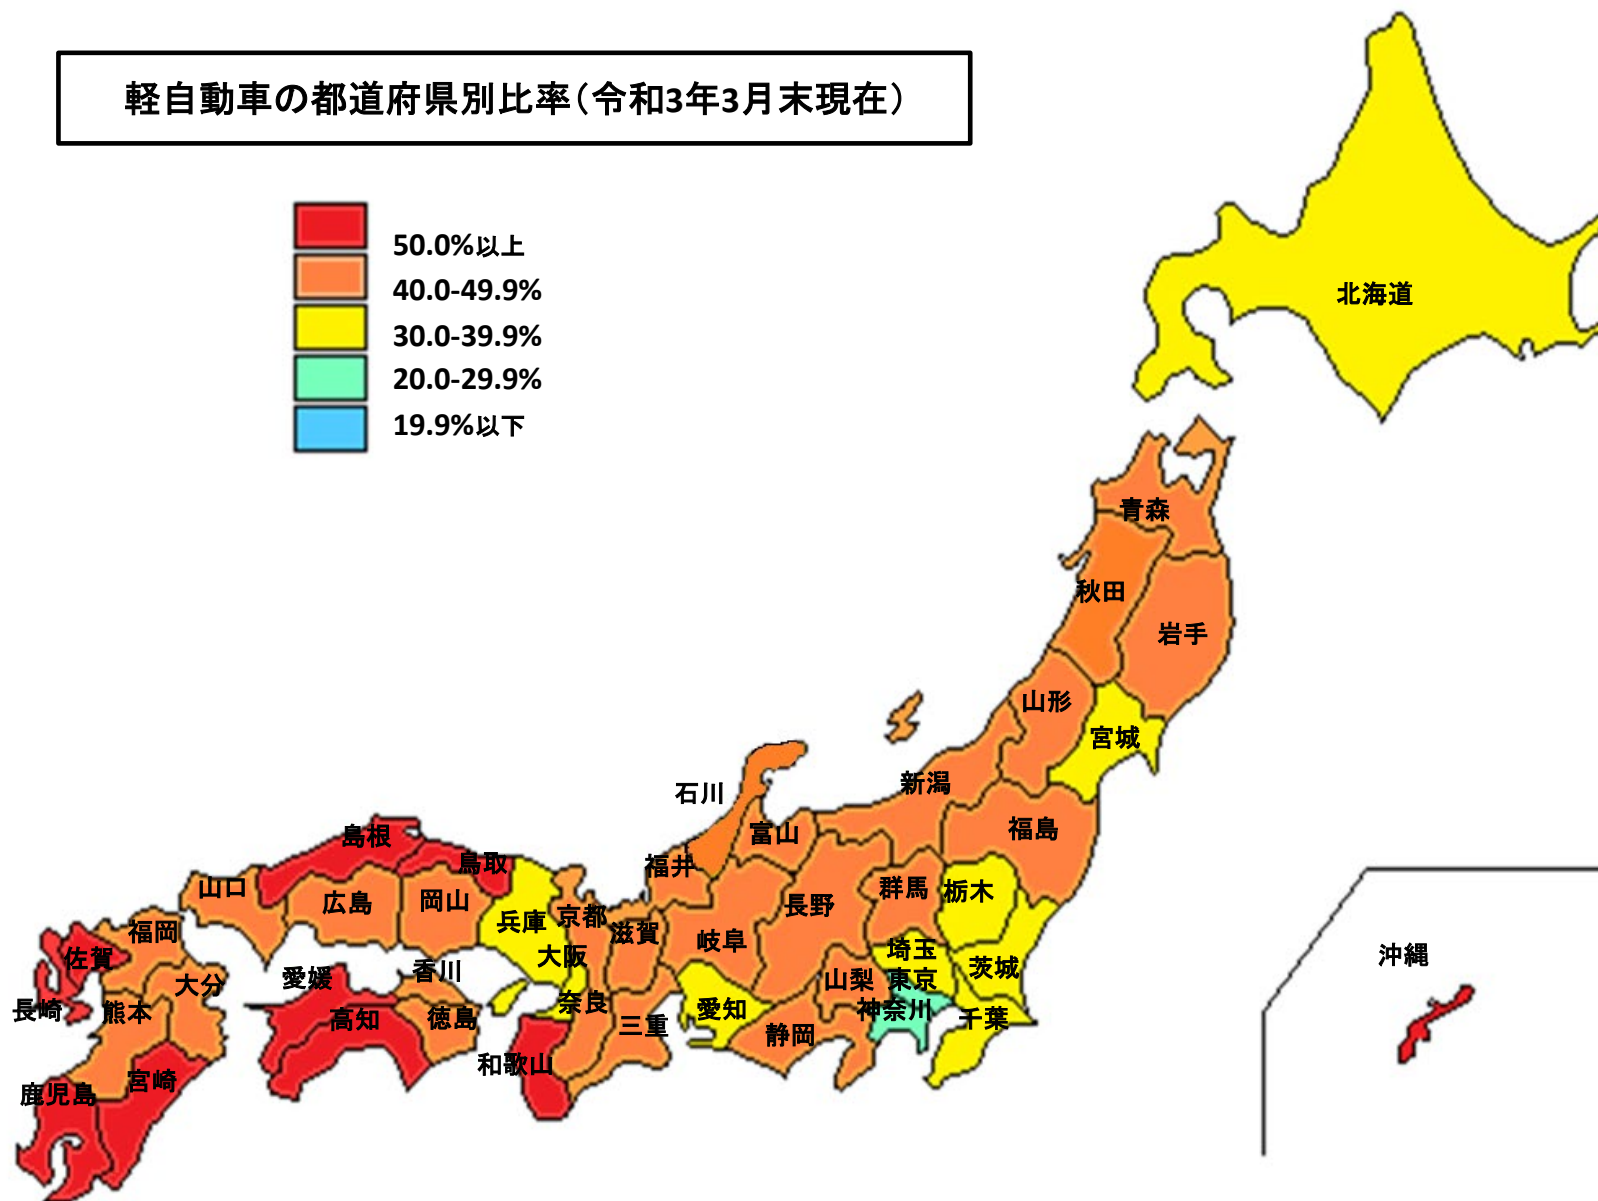 軽自動車の都道府県別比率（令和3年3月末現在）
50.0%以上
40.0-49.9%
30.0-39.9%
20.0-29.9%
19.9%以下
北海道
青森
秋田
岩手
山形
宮城
新潟
石川
福島
富山
島根
福井
鳥取
山口
群馬
栃木
岡山
広島
長野
京都
兵庫
福岡
滋賀
岐阜
埼玉
大阪
佐賀
沖縄
茨城
香川
愛媛
山梨
東京
大分
奈良
長崎
熊本
愛知
神奈川
千葉
高知
徳島
三重
静岡
和歌山
宮崎
鹿児島